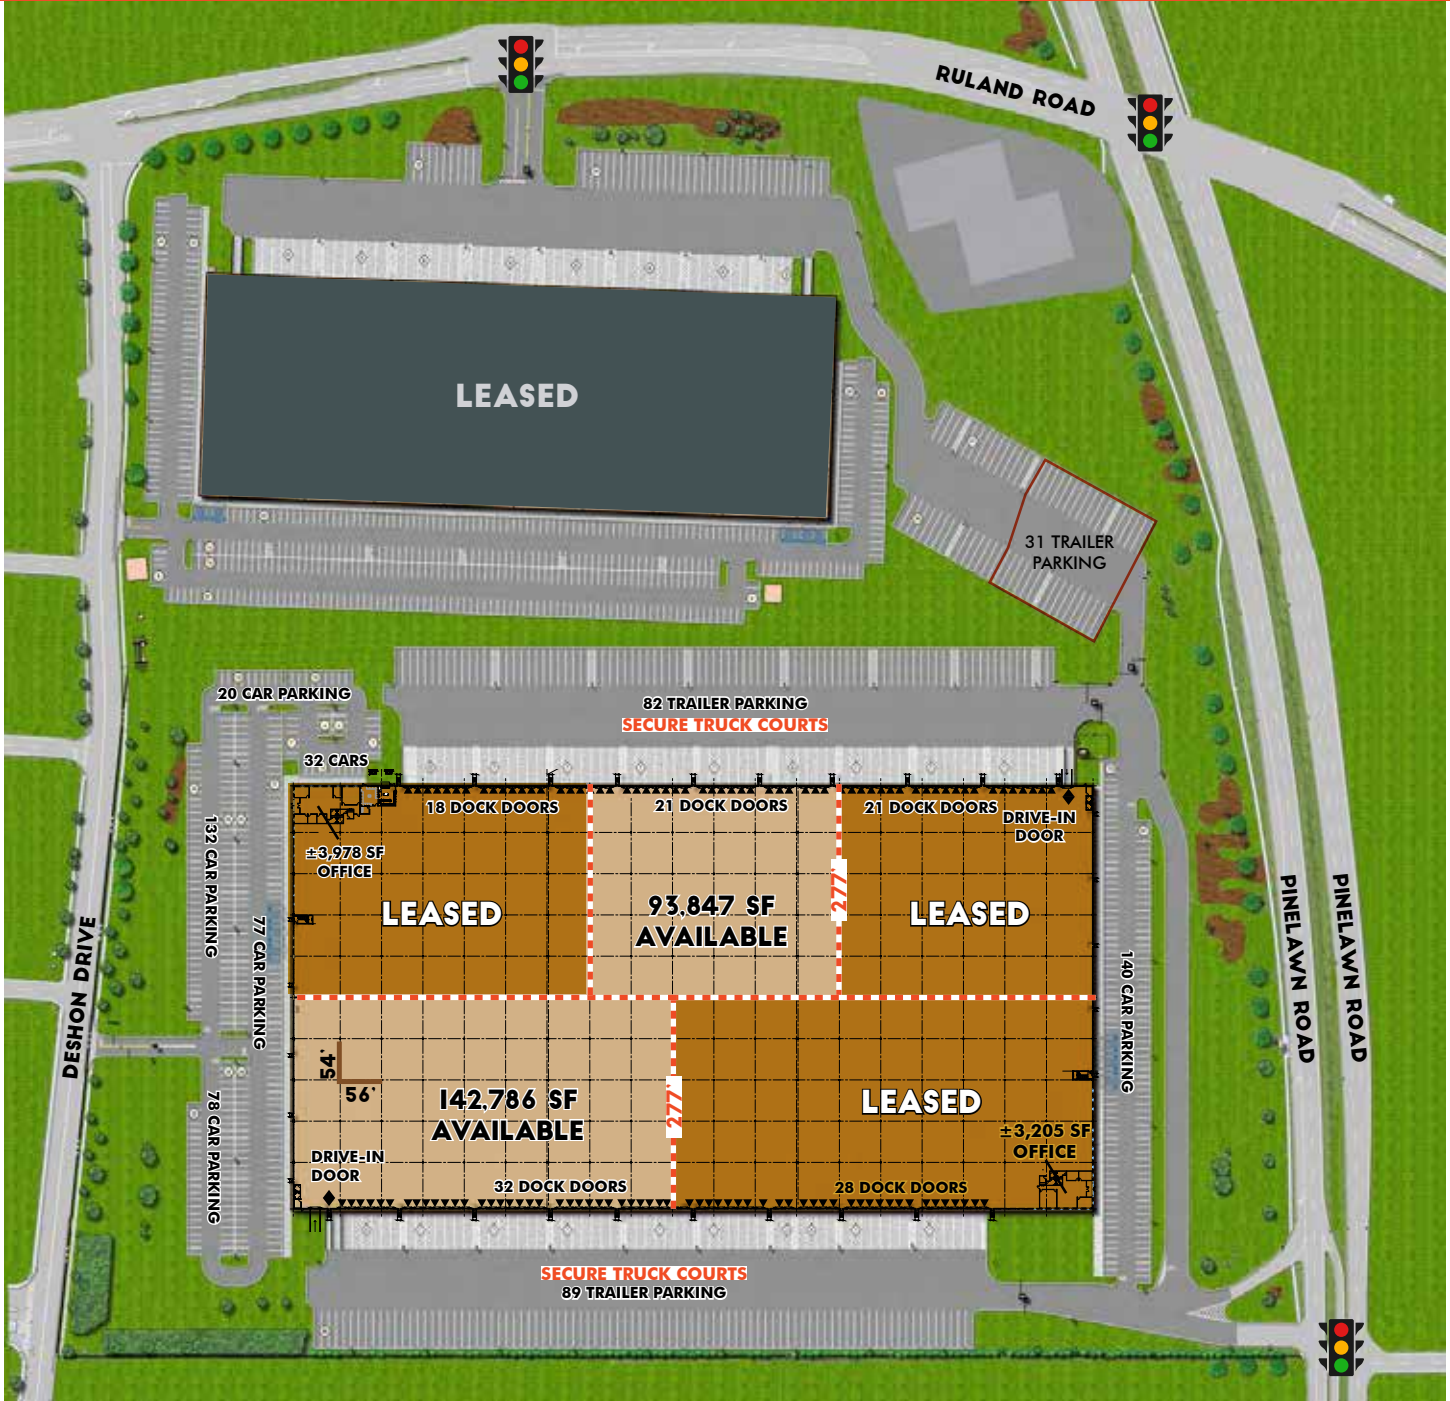 RULAND ROAD
LEASED
31 TRAILER
PARKING
20 CAR PARKING
82 TRAILER PARKING
SECURE TRUCK COURTS
32 CARS
18 DOCK DOORS
21 DOCK DOORS
21 DOCK DOORS
DRIVE-IN
DOOR
±3,978 SF
OFFICE
132 CAR PARKING
77 CAR PARKING
LEASED
93,847 SF
AVAILABLE
277'
LEASED
PINELAWN ROAD
PINELAWN ROAD
DESHON DRIVE
140 CAR PARKING
54'
56'
142,786 SF
AVAILABLE
277'
LEASED
±3,205 SF
OFFICE
78 CAR PARKING
DRIVE-IN
DOOR
32 DOCK DOORS
28 DOCK DOORS
SECURE TRUCK COURTS
89 TRAILER PARKING